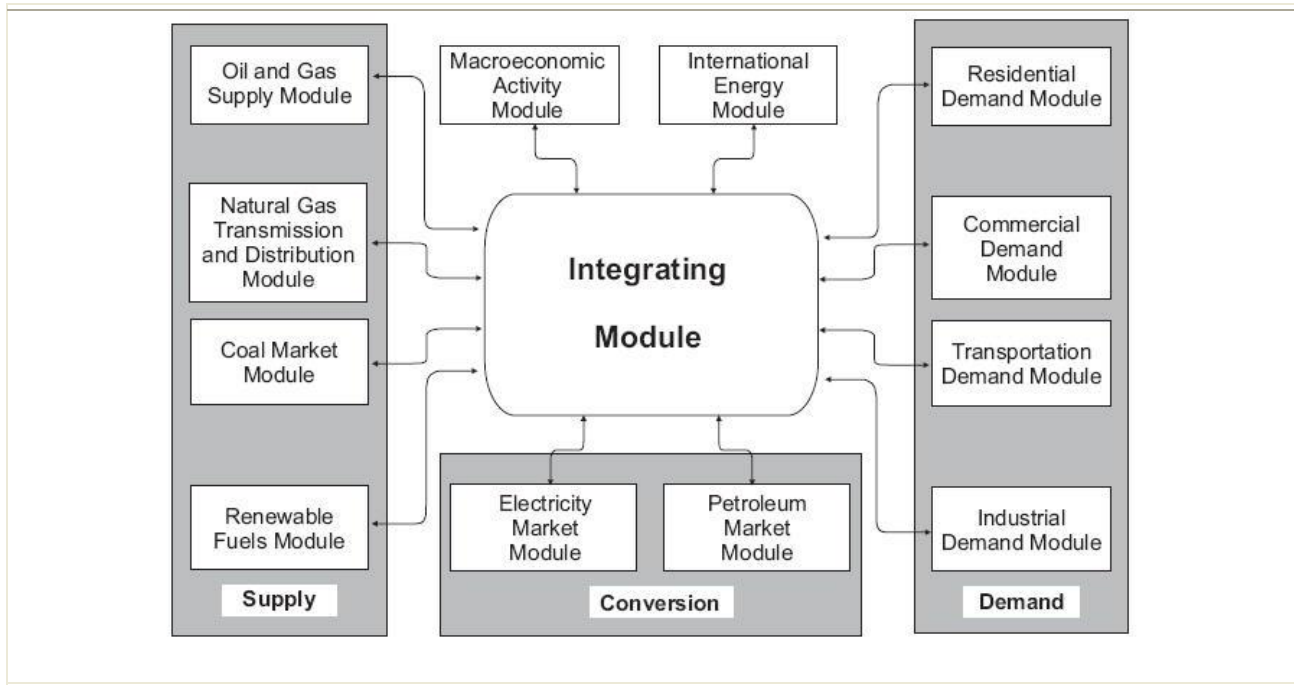 Oil and Gas
Supply Module
Natural Gas
Transmission
and Distribution
Module
Coal Market
Module
Renewable
Fuels Module
Supply
Macroeconomic
Activity
Module
International
Energy
Module
Integrating
Module
Electricity
Market
Module
Petroleum
Market
Module
Conversion
Residential
Demand Module
Commercial
Demand
Module
Transportation
Demand Module
Industrial
Demand Module
Demand